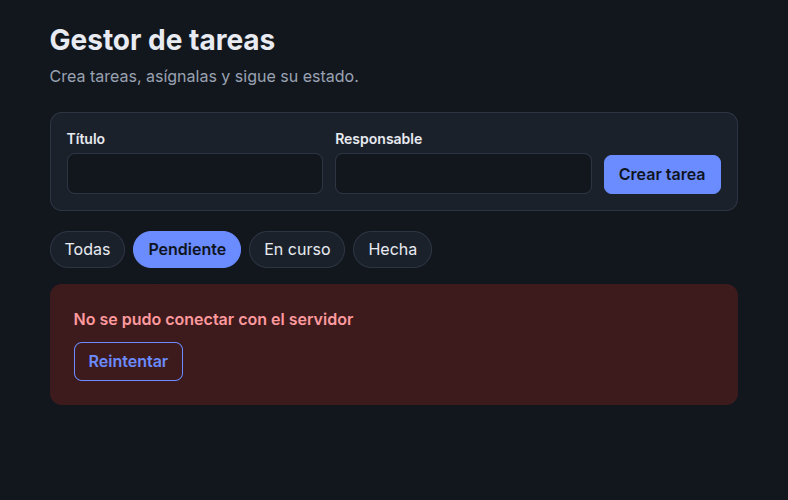 Gestor de tareas
Crea tareas, asígnalas y sigue su estado.
Título
Responsable
Crear tarea
Todas
Pendiente
En curso
Hecha
No se pudo conectar con el servidor
Reintentar